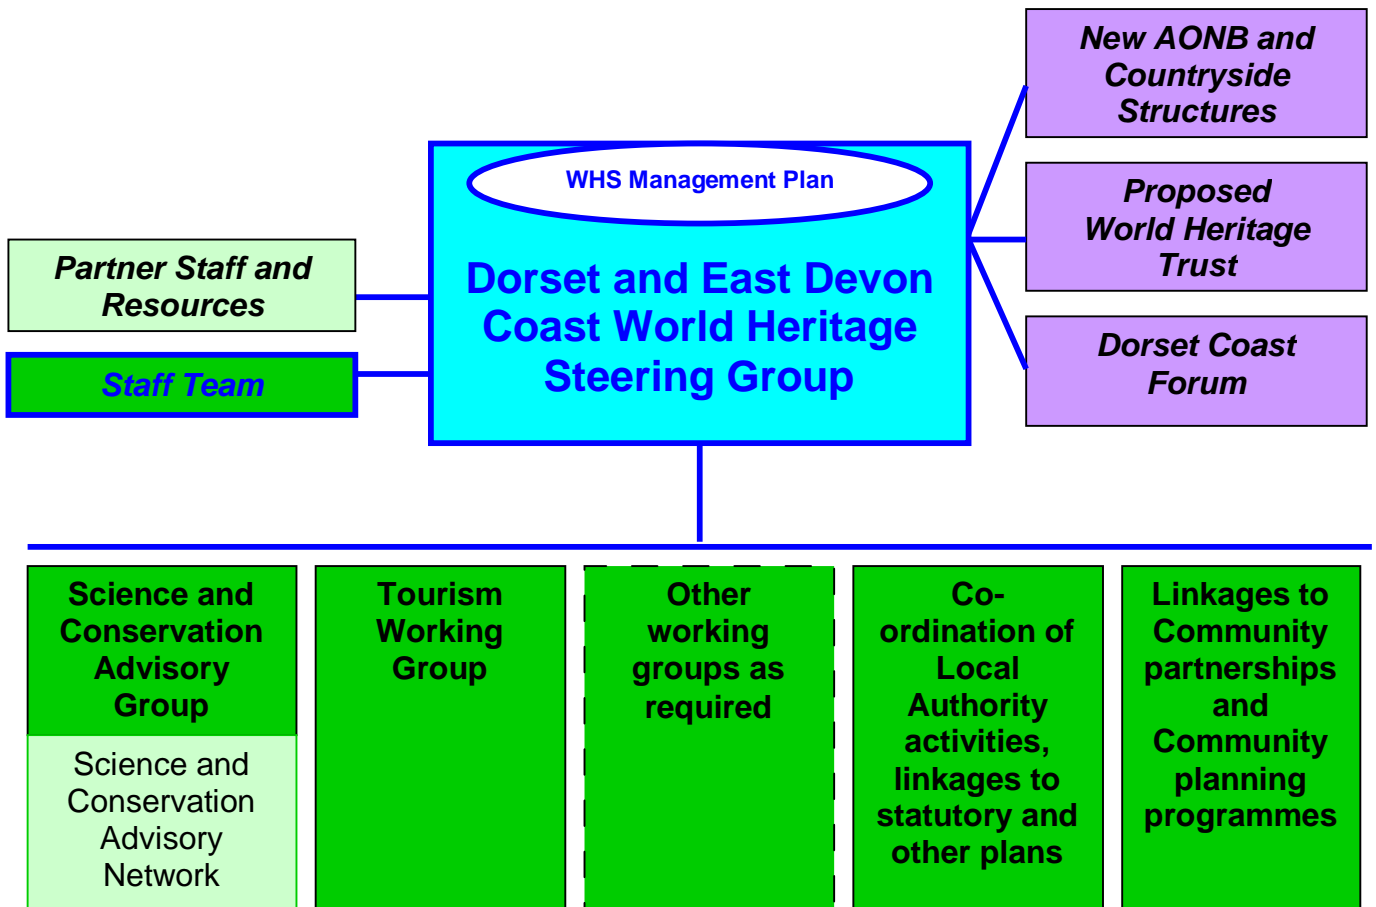 New AONB and
Countryside
Structures
WHS Management Plan
Proposed
World Heritage
Trust
Partner Staff and
Resources
Dorset and East Devon
Coast World Heritage
Steering Group
Staff Team
Dorset Coast
Forum
Science and
Conservation
Advisory
Group
Science and
Conservation
Advisory
Network
Tourism
Working
Group
Other
working
groups as
required
Co-
ordination of
Local
Authority
activities,
linkages to
statutory and
other plans
Linkages to
Community
partnerships
and
Community
planning
programmes